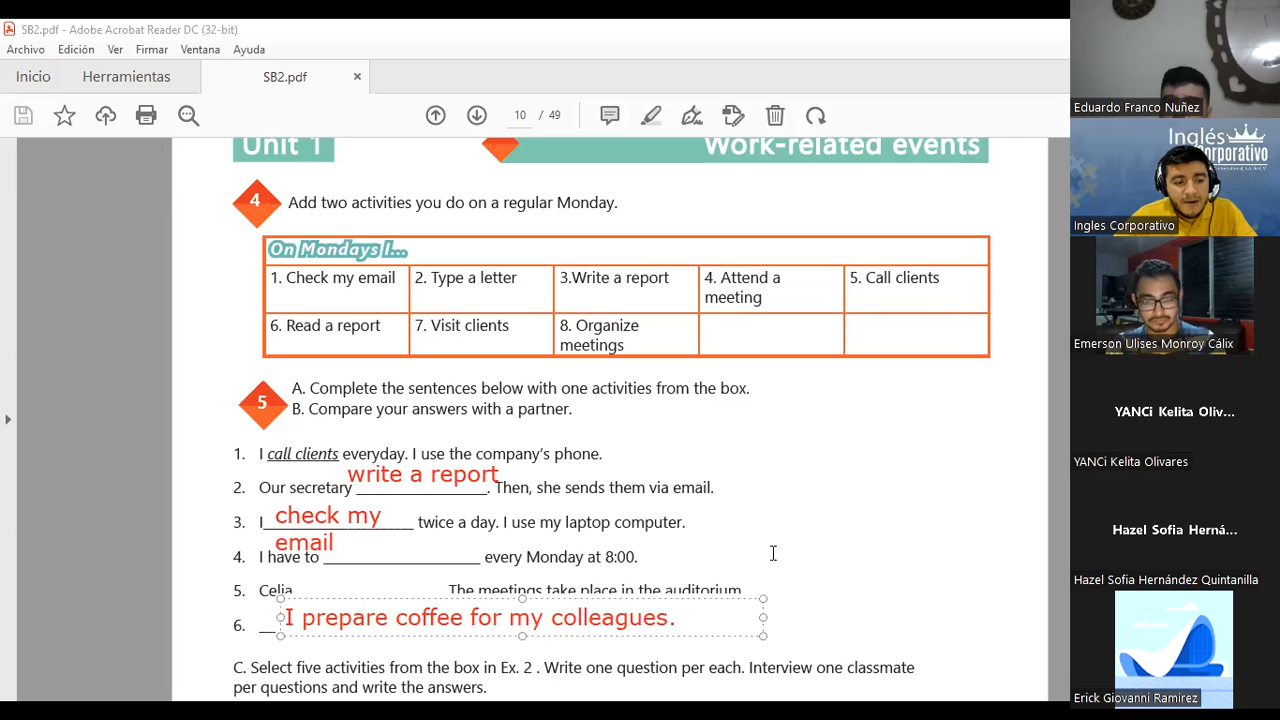 SB2.pdf - Adobe Acrobat Reader DC (32-bit)
Archivo Edición Ver Firmar Ventana Ayuda
Inicio Herramientas SB2.pdf ×
10 / 49
Unit 1 Work-related events
4 Add two activities you do on a regular Monday.
On Mondays I...
1. Check my email 2. Type a letter 3.Write a report 4. Attend a meeting 5. Call clients
6. Read a report 7. Visit clients 8. Organize meetings
5 A. Complete the sentences below with one activities from the box.
B. Compare your answers with a partner.
1. I call clients everyday. I use the company's phone.
write a report
2. Our secretary _______________. Then, she sends them via email.
3. I check my email twice a day. I use my laptop computer.
4. I have to __________________ every Monday at 8:00.
5. Celia The meetings take place in the auditorium
6. __ I prepare coffee for my colleagues.
C. Select five activities from the box in Ex. 2 . Write one question per each. Interview one classmate
per questions and write the answers.
Eduardo Franco Nuñez
Inglés
Corporativo
Ingles Corporativo
Emerson Ulises Monroy Cálix
YANCi Kelita Oliv...
YANCi Kelita Olivares
Hazel Sofia Herná...
Hazel Sofia Hernández Quintanilla
Erick Giovanni Ramirez